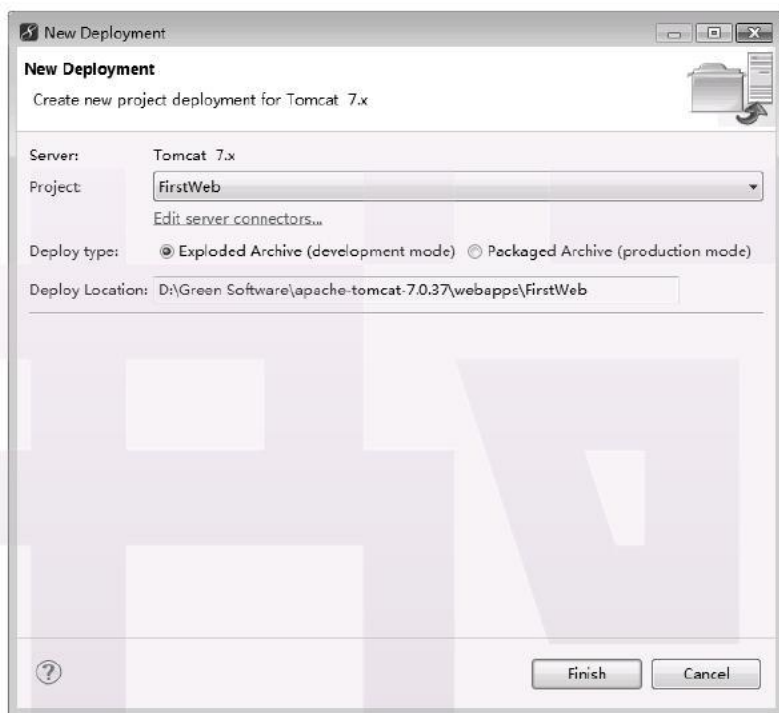 New Deployment
New Deployment
Create new project deployment for Tomcat 7.x
Server: Tomcat 7.x
Project: FirstWeb
Edit server connectors...
Deploy type: Exploded Archive (development mode) Packaged Archive (production mode)
Deploy Location: D:\Green Software\apache-tomcat-7.0.37\webapps\FirstWeb
?
Finish Cancel